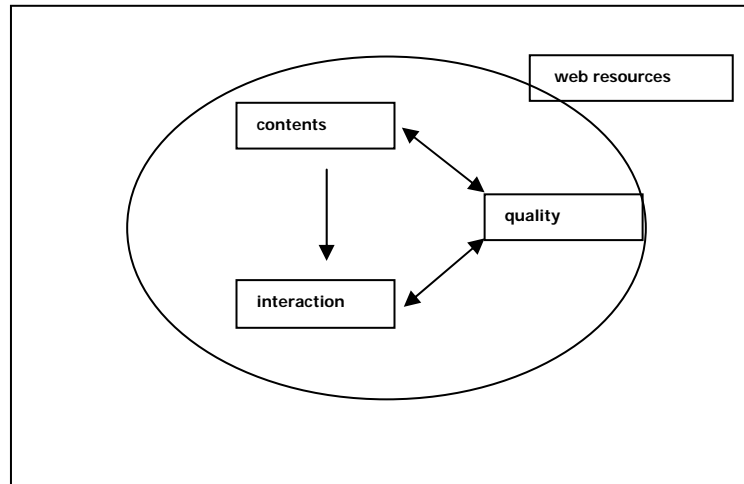 web resources
contents
quality
interaction